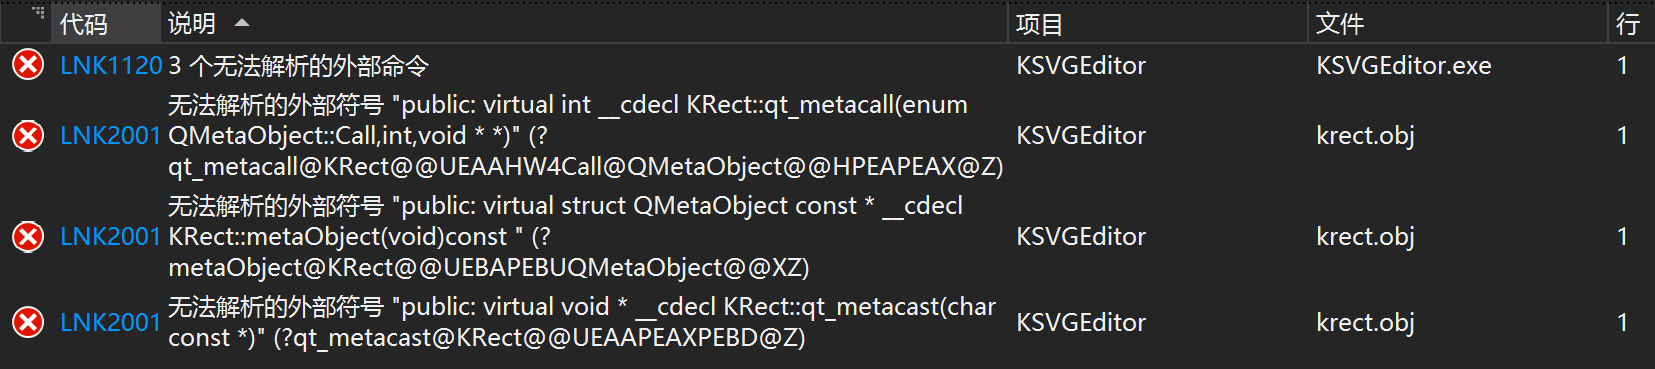 代码 说明 项目 文件 行
LNK1120 3 个无法解析的外部命令 KSVGEditor KSVGEditor.exe 1
无法解析的外部符号 "public: virtual int __cdecl KRect::qt_metacall(enum
LNK2001 QMetaObject::Call,int,void * *)" (? KSVGEditor krect.obj 1
qt_metacall@KRect@@UEAAHW4Call@QMetaObject@@HPEAPEAX@Z)
无法解析的外部符号 "public: virtual struct QMetaObject const * __cdecl
LNK2001 KRect::metaObject(void)const " (? KSVGEditor krect.obj 1
metaObject@KRect@@UEBAPEBUQMetaObject@@XZ)
无法解析的外部符号 "public: virtual void * __cdecl KRect::qt_metacast(char
LNK2001 const *)" (?qt_metacast@KRect@@UEAAPEAXPEBD@Z) KSVGEditor krect.obj 1